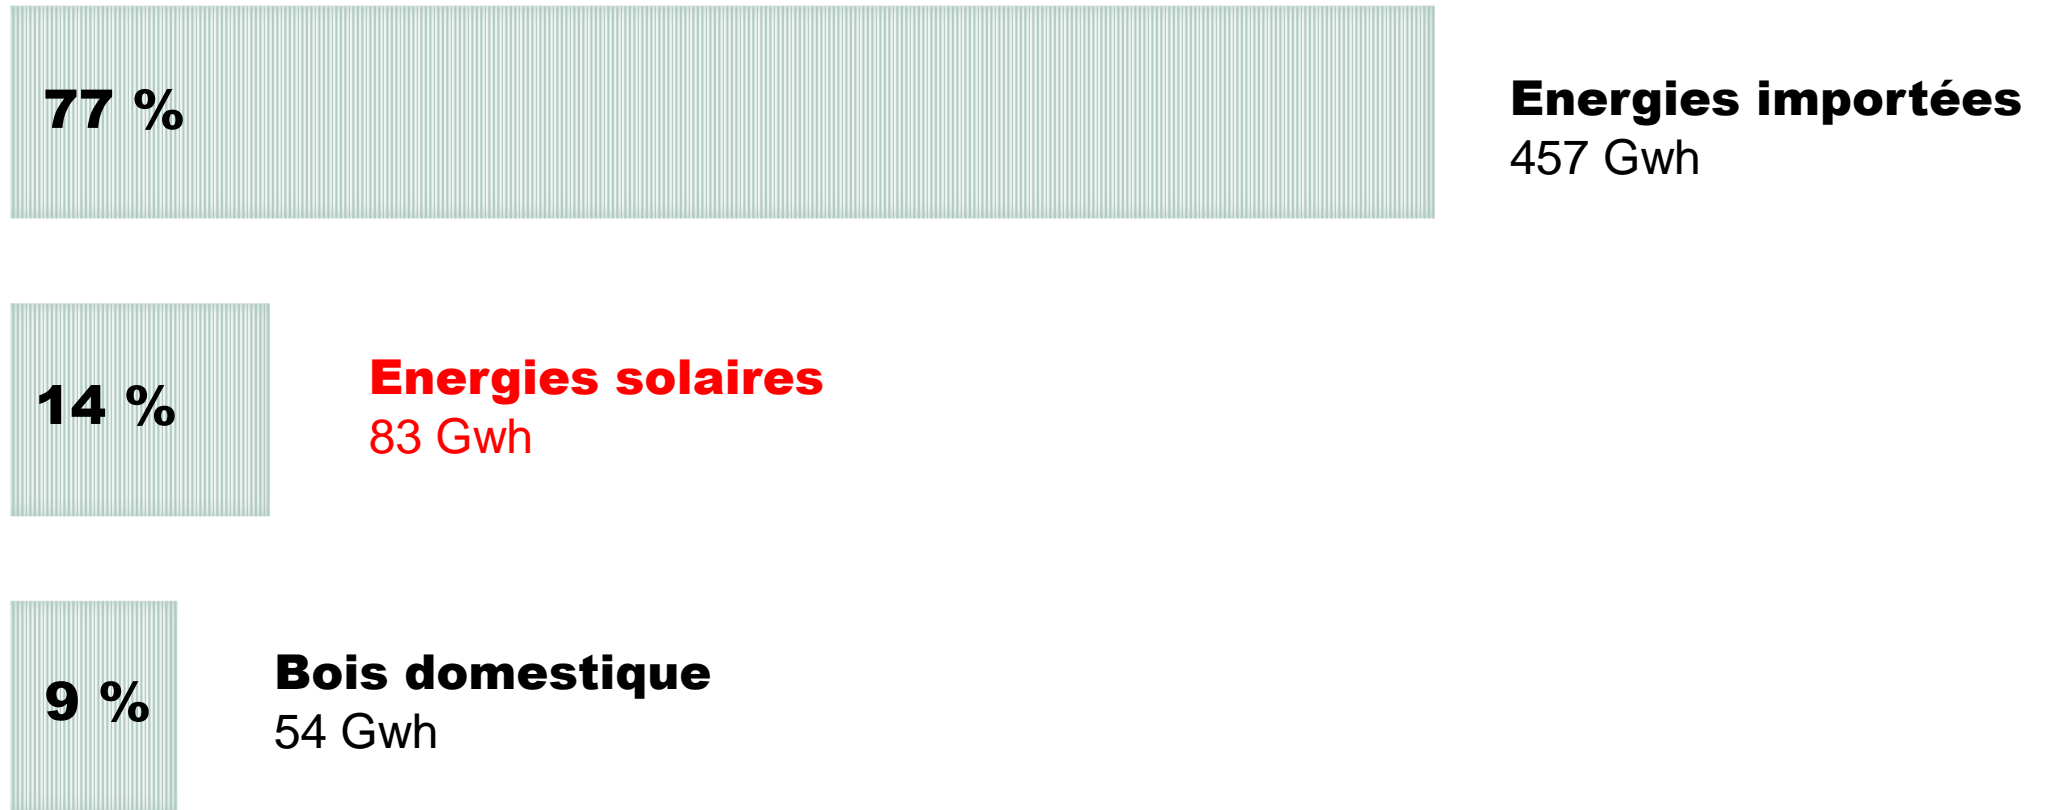 77 %
Energies importées
457 Gwh
14 %
Energies solaires
83 Gwh
9 %
Bois domestique
54 Gwh